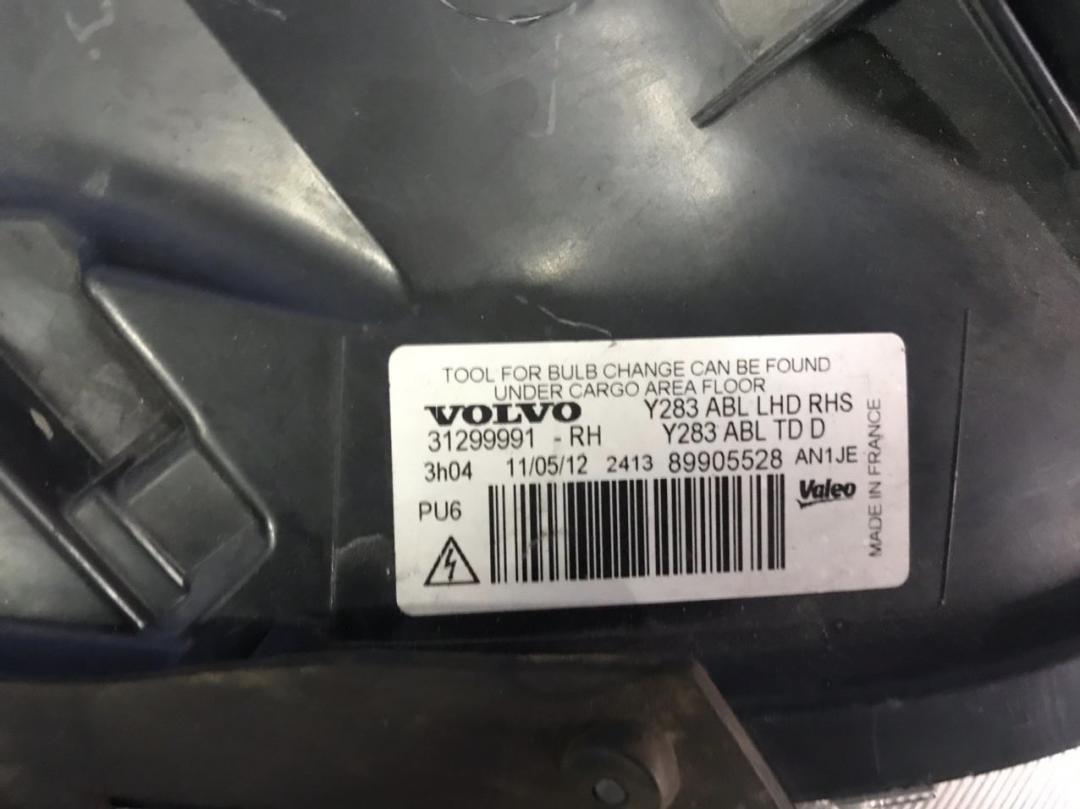 TOOL FOR BULB CHANGE CAN BE FOUND
UNDER CARGO AREA FLOOR
VOLVO Y283 ABL LHD RHS
31299991 - RH Y283 ABL TD D
3h04 11/05/12 2413 89905528 AN1JE
PU6 Valeo
MADE IN FRANCE